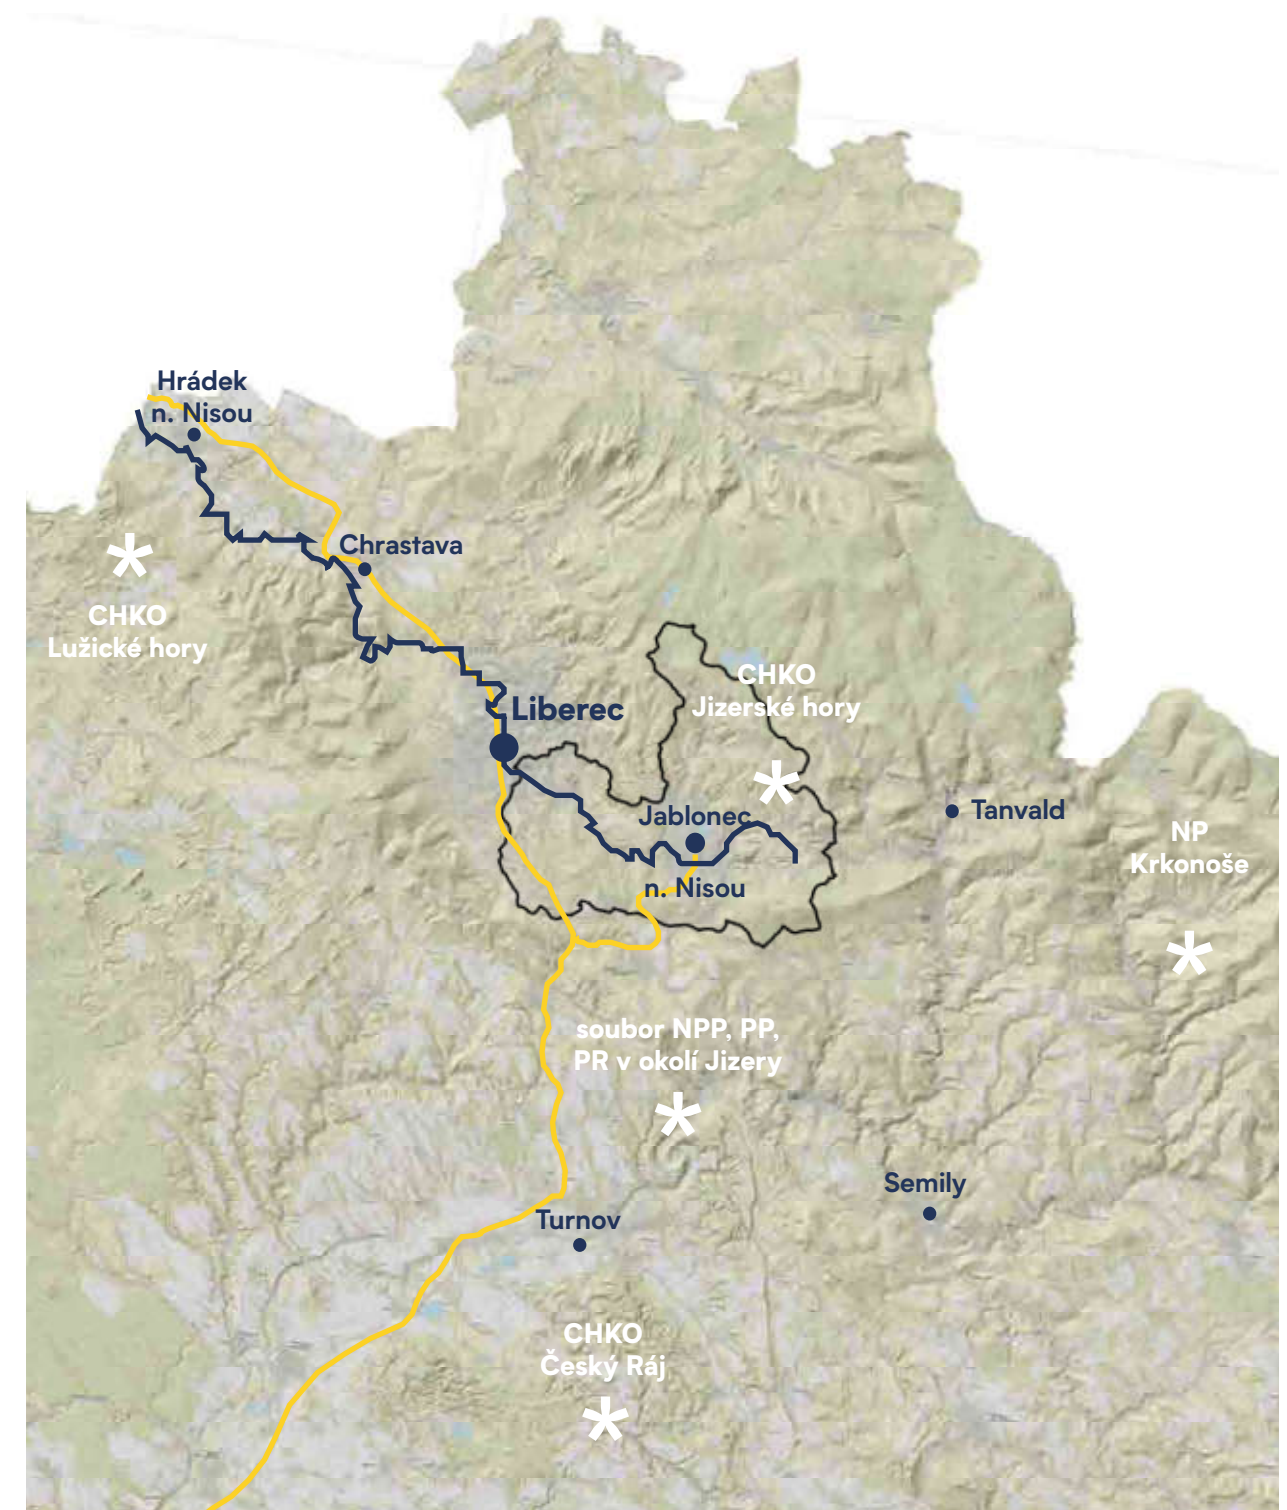 Hrádek
n. Nisou
Chrastava
CHKO
Lužické hory
CHKO
Jizerské hory
Liberec
Jablonec
n. Nisou
Tanvald
NP
Krkonoše
soubor NPP, PP,
PR v okolí Jizery
Semily
Turnov
CHKO
Český Ráj